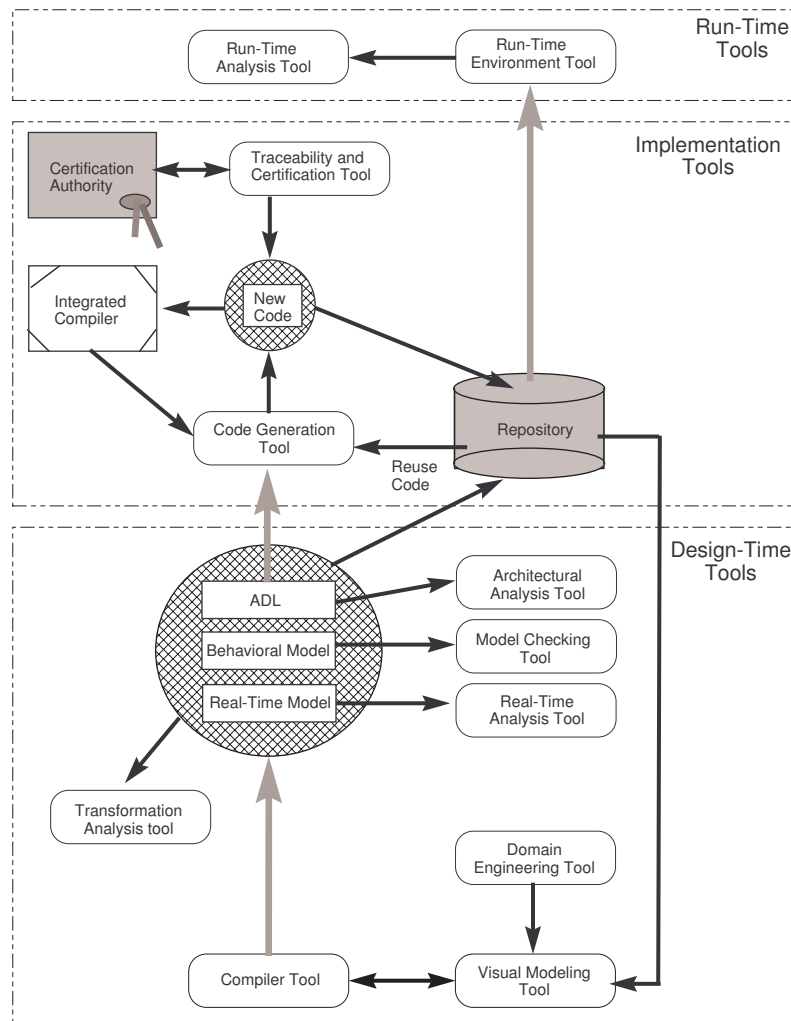 Run-Time
Tools
Run-Time
Analysis Tool
Run-Time
Environment Tool
Implementation
Tools
Certification
Authority
Traceability and
Certification Tool
Integrated
Compiler
New
Code
Code Generation
Tool
Repository
Reuse
Code
Design-Time
Tools
ADL
Behavioral Model
Real-Time Model
Architectural
Analysis Tool
Model Checking
Tool
Real-Time
Analysis Tool
Transformation
Analysis tool
Domain
Engineering Tool
Compiler Tool
Visual Modeling
Tool